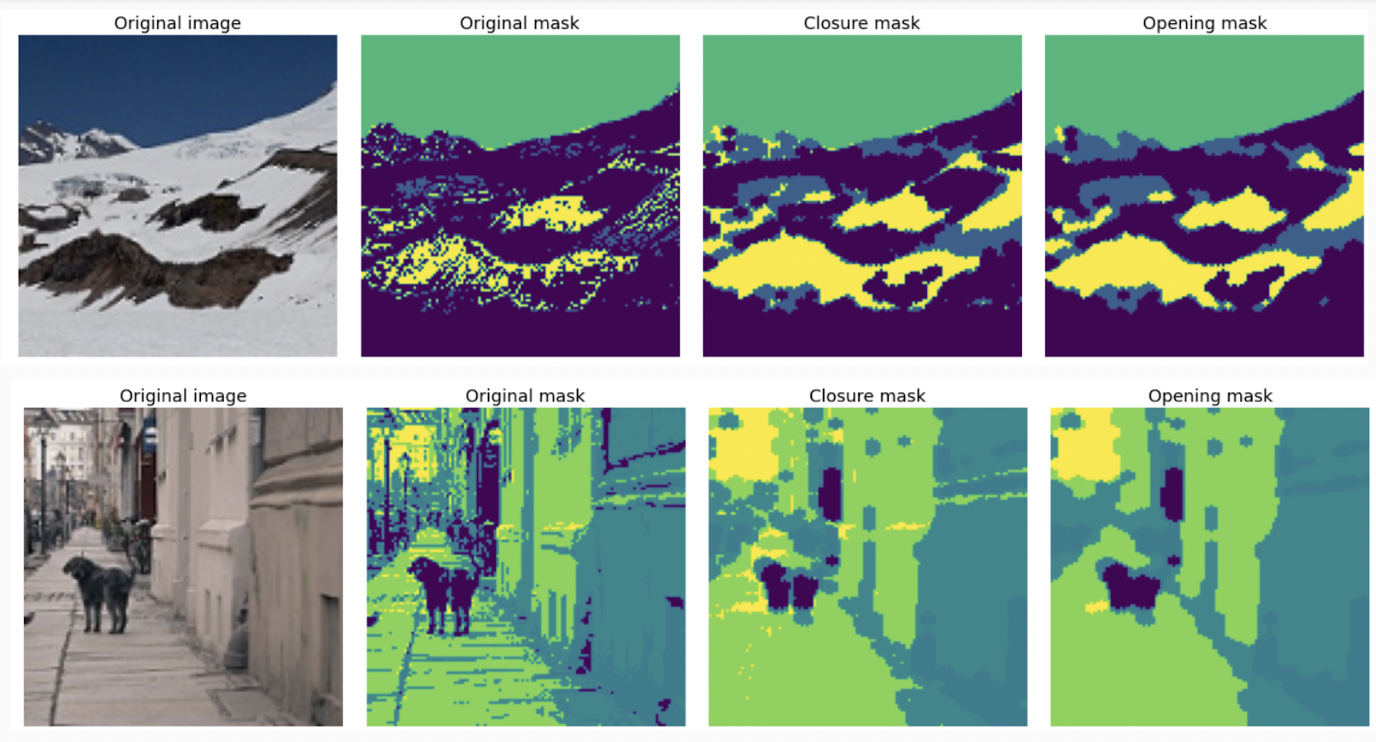 Original image
Original mask
Closure mask
Opening mask
Original image
Original mask
Closure mask
Opening mask